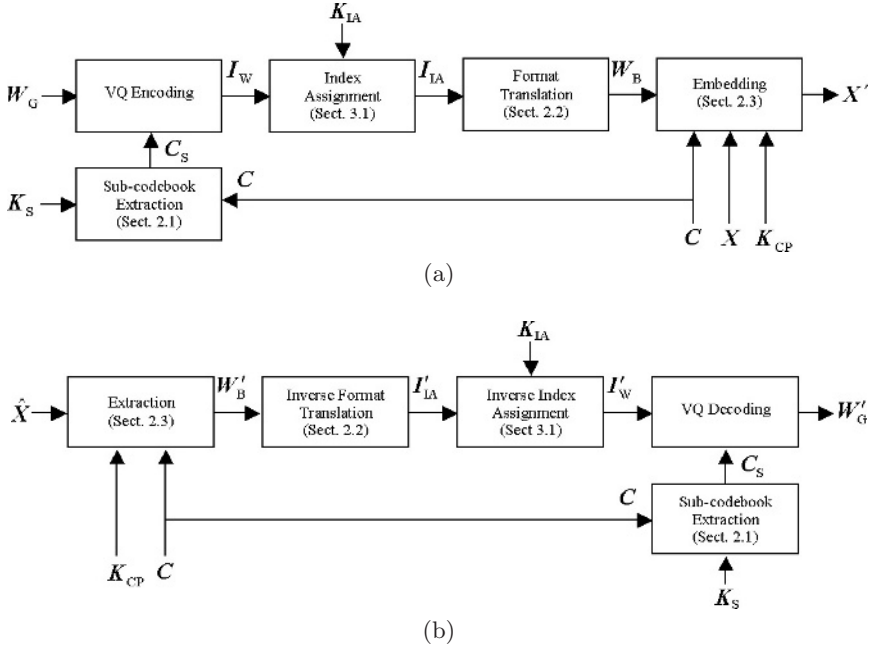 K_IA
W_G VQ Encoding I_W Index Assignment (Sect. 3.1) I_IA Format Translation (Sect. 2.2) W_B Embedding (Sect. 2.3) X′
C_S
K_S Sub-codebook Extraction (Sect. 2.1) C
C X K_CP
(a)
K_IA
X̂ Extraction (Sect. 2.3) W′_B Inverse Format Translation (Sect. 2.2) I′_IA Inverse Index Assignment (Sect 3.1) I′_W VQ Decoding W′_G
C_S
C Sub-codebook Extraction (Sect. 2.1)
K_CP C
K_S
(b)